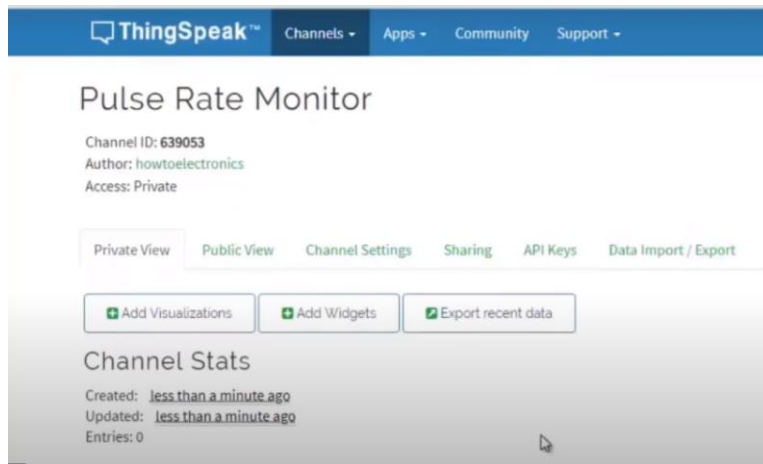 ThingSpeak™ Channels Apps Community Support
Pulse Rate Monitor
Channel ID: 639053
Author: howtoelectronics
Access: Private
Private View Public View Channel Settings Sharing API Keys Data Import / Export
Add Visualizations Add Widgets Export recent data
Channel Stats
Created: less than a minute ago
Updated: less than a minute ago
Entries: 0